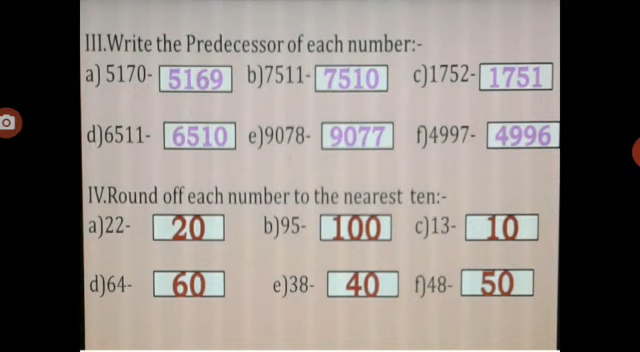 III.Write the Predecessor of each number:-
a) 5170- 5169 b)7511- 7510 c)1752- 1751
d)6511- 6510 e)9078- 9077 f)4997- 4996
IV.Round off each number to the nearest ten:-
a)22- 20 b)95- 100 c)13- 10
d)64- 60 e)38- 40 f)48- 50